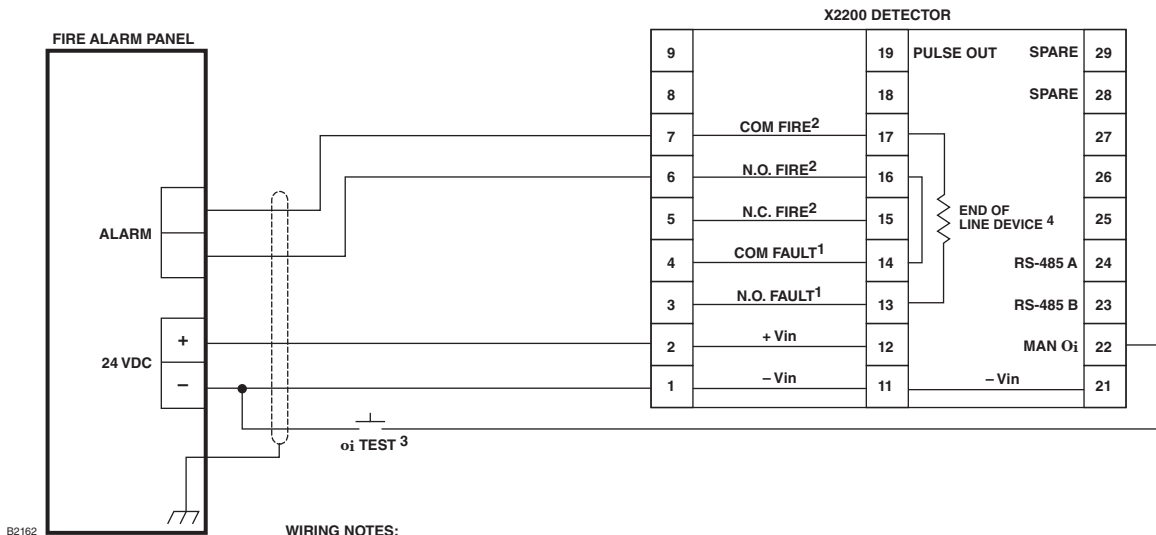 X2200 DETECTOR
FIRE ALARM PANEL
9 19 PULSE OUT SPARE 29
8 18 SPARE 28
7 COM FIRE2 17 27
6 N.O. FIRE2 16 26
5 N.C. FIRE2 15 25
END OF
LINE DEVICE 4
ALARM
4 COM FAULT1 14 RS-485 A 24
3 N.O. FAULT1 13 RS-485 B 23
+
24 VDC
–
2 + Vin 12 MAN Oi 22
1 – Vin 11 – Vin 21
oi TEST 3
B2162
WIRING NOTES: